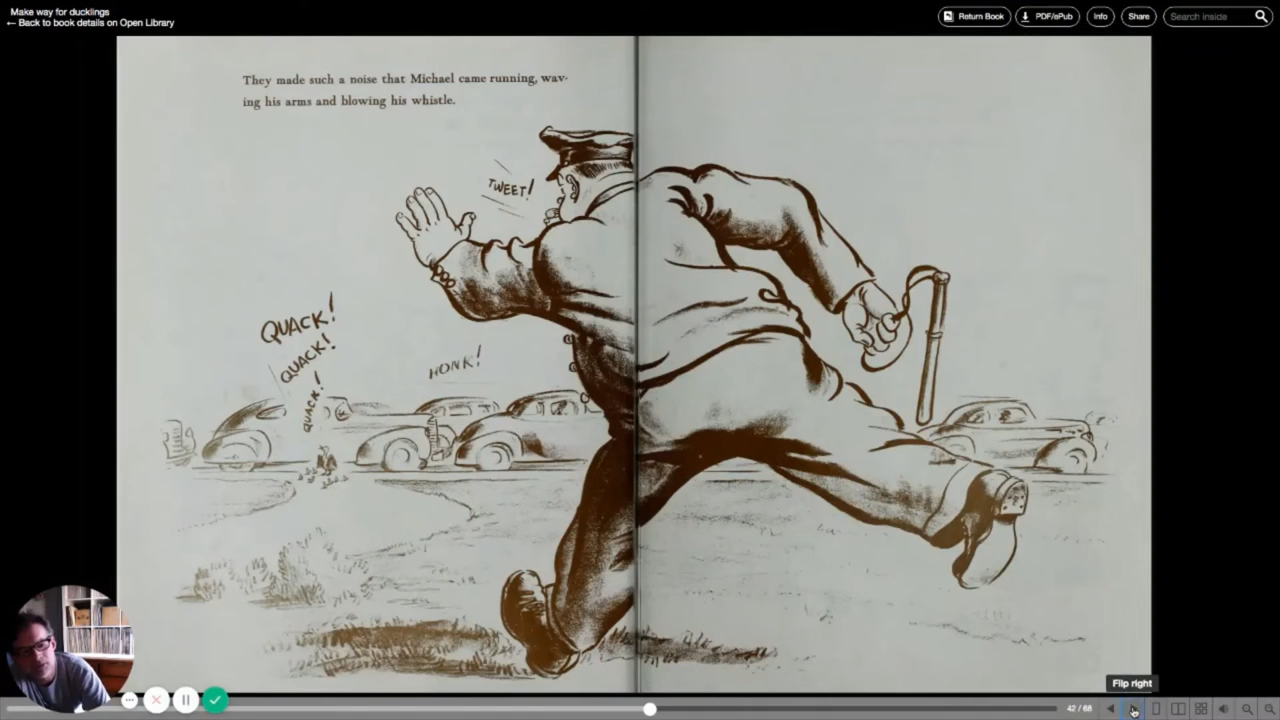 Make way for ducklings
← Back to book details on Open Library
Return Book
PDF/ePub
Info
Share
Search inside
They made such a noise that Michael came running, wav-
ing his arms and blowing his whistle.
TWEET!
QUACK!
QUACK!
QUACK!
HONK!
Flip right
42 / 68